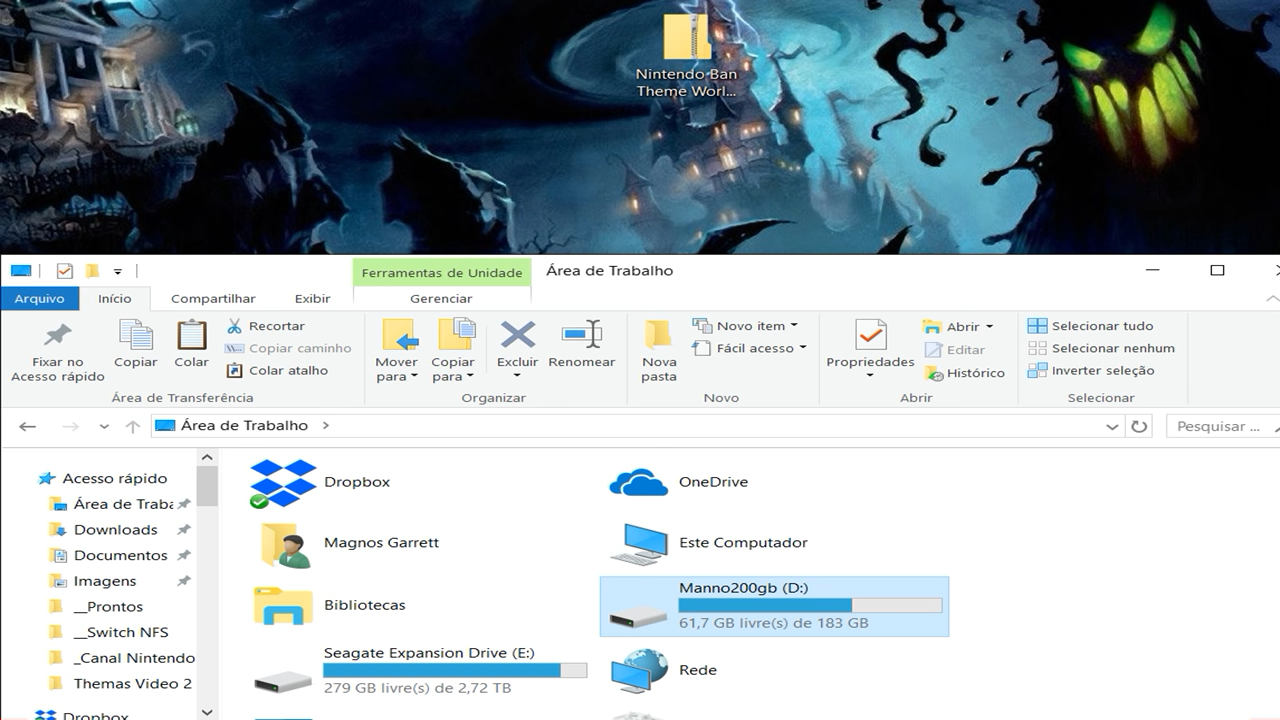 Nintendo Ban
Theme Worl...
Ferramentas de Unidade
Área de Trabalho
Arquivo
Início
Compartilhar
Exibir
Gerenciar
Fixar no
Acesso rápido
Copiar
Colar
Recortar
Copiar caminho
Colar atalho
Área de Transferência
Mover
para
Copiar
para
Excluir
Renomear
Organizar
Nova
pasta
Novo item
Fácil acesso
Novo
Propriedades
Abrir
Editar
Histórico
Abrir
Selecionar tudo
Selecionar nenhum
Inverter seleção
Selecionar
Área de Trabalho
Pesquisar ...
Acesso rápido
Área de Traba
Downloads
Documentos
Imagens
__Prontos
__Switch NFS
_Canal Nintendo
Themas Video 2
Dropbox
Dropbox
OneDrive
Magnos Garrett
Este Computador
Bibliotecas
Manno200gb (D:)
61,7 GB livre(s) de 183 GB
Seagate Expansion Drive (E:)
279 GB livre(s) de 2,72 TB
Rede